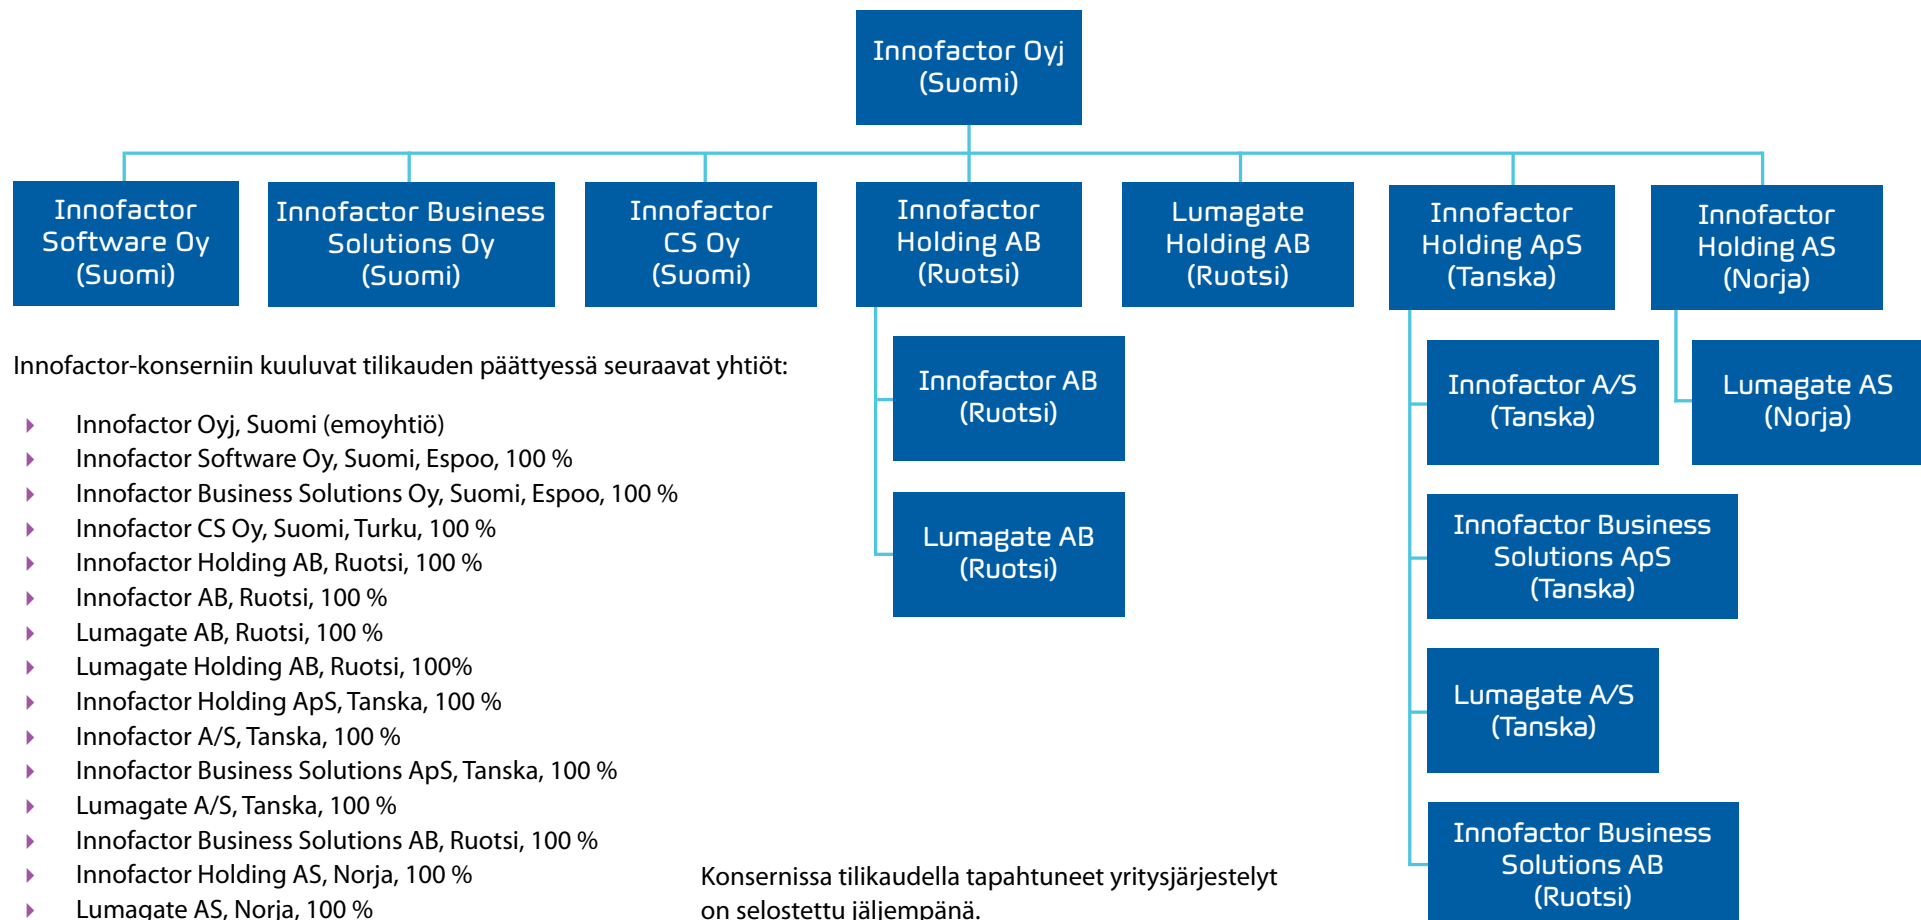 Innofactor Oyj
(Suomi)
Innofactor
Software Oy
(Suomi)
Innofactor Business
Solutions Oy
(Suomi)
Innofactor
CS Oy
(Suomi)
Innofactor
Holding AB
(Ruotsi)
Lumagate
Holding AB
(Ruotsi)
Innofactor
Holding ApS
(Tanska)
Innofactor
Holding AS
(Norja)
Innofactor AB
(Ruotsi)
Lumagate AB
(Ruotsi)
Innofactor A/S
(Tanska)
Innofactor Business
Solutions ApS
(Tanska)
Lumagate A/S
(Tanska)
Innofactor Business
Solutions AB
(Ruotsi)
Lumagate AS
(Norja)
Innofactor-konserniin kuuluvat tilikauden päättyessä seuraavat yhtiöt:
Innofactor Oyj, Suomi (emoyhtiö)
Innofactor Software Oy, Suomi, Espoo, 100 %
Innofactor Business Solutions Oy, Suomi, Espoo, 100 %
Innofactor CS Oy, Suomi, Turku, 100 %
Innofactor Holding AB, Ruotsi, 100 %
Innofactor AB, Ruotsi, 100 %
Lumagate AB, Ruotsi, 100 %
Lumagate Holding AB, Ruotsi, 100%
Innofactor Holding ApS, Tanska, 100 %
Innofactor A/S, Tanska, 100 %
Innofactor Business Solutions ApS, Tanska, 100 %
Lumagate A/S, Tanska, 100 %
Innofactor Business Solutions AB, Ruotsi, 100 %
Innofactor Holding AS, Norja, 100 %
Lumagate AS, Norja, 100 %
Konsernissa tilikaudella tapahtuneet yritysjärjestelyt
on selostettu jäljempänä.